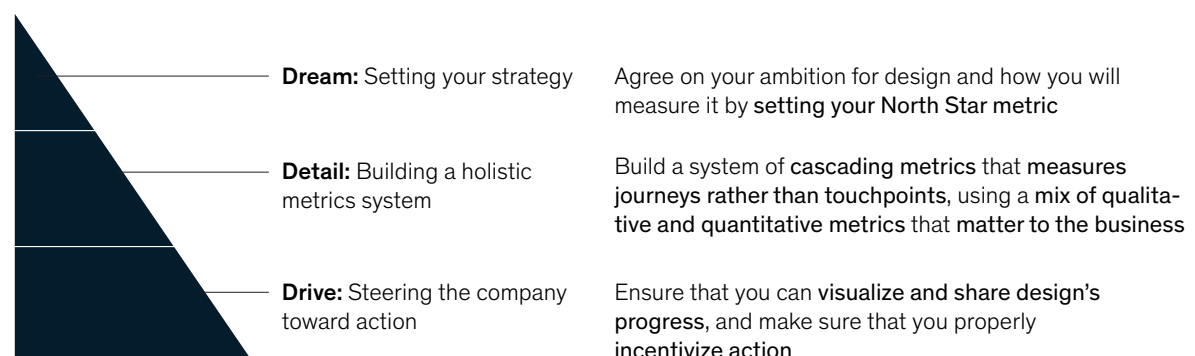 Dream: Setting your strategy
Agree on your ambition for design and how you will
measure it by setting your North Star metric
Detail: Building a holistic
metrics system
Build a system of cascading metrics that measures
journeys rather than touchpoints, using a mix of qualita-
tive and quantitative metrics that matter to the business
Drive: Steering the company
toward action
Ensure that you can visualize and share design's
progress, and make sure that you properly
incentivize action